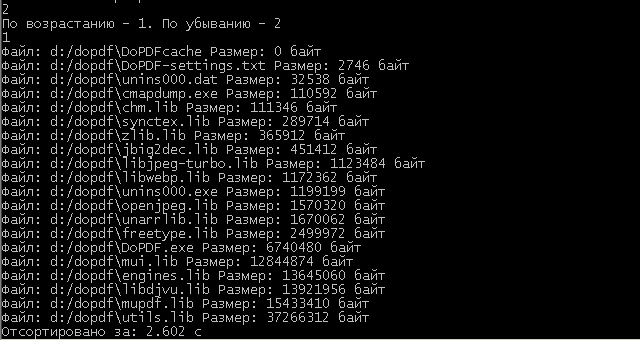 2
По возрастанию - 1. По убыванию - 2
1
Файл: d:/dopdf\DoPDFcache Размер: 0 байт
Файл: d:/dopdf\DoPDF-settings.txt Размер: 2746 байт
Файл: d:/dopdf\unins000.dat Размер: 32538 байт
Файл: d:/dopdf\cmapdump.exe Размер: 110592 байт
Файл: d:/dopdf\chm.lib Размер: 111346 байт
Файл: d:/dopdf\synctex.lib Размер: 289714 байт
Файл: d:/dopdf\zlib.lib Размер: 365912 байт
Файл: d:/dopdf\jbig2dec.lib Размер: 451412 байт
Файл: d:/dopdf\libjpeg-turbo.lib Размер: 1123484 байт
Файл: d:/dopdf\libwebp.lib Размер: 1172362 байт
Файл: d:/dopdf\unins000.exe Размер: 1199199 байт
Файл: d:/dopdf\openjpeg.lib Размер: 1570320 байт
Файл: d:/dopdf\unarrlib.lib Размер: 1670062 байт
Файл: d:/dopdf\freetype.lib Размер: 2499972 байт
Файл: d:/dopdf\DoPDF.exe Размер: 6740480 байт
Файл: d:/dopdf\mui.lib Размер: 12844874 байт
Файл: d:/dopdf\engines.lib Размер: 13645060 байт
Файл: d:/dopdf\libdjvu.lib Размер: 13921956 байт
Файл: d:/dopdf\mupdf.lib Размер: 15433410 байт
Файл: d:/dopdf\utils.lib Размер: 37266312 байт
Отсортировано за: 2.602 с